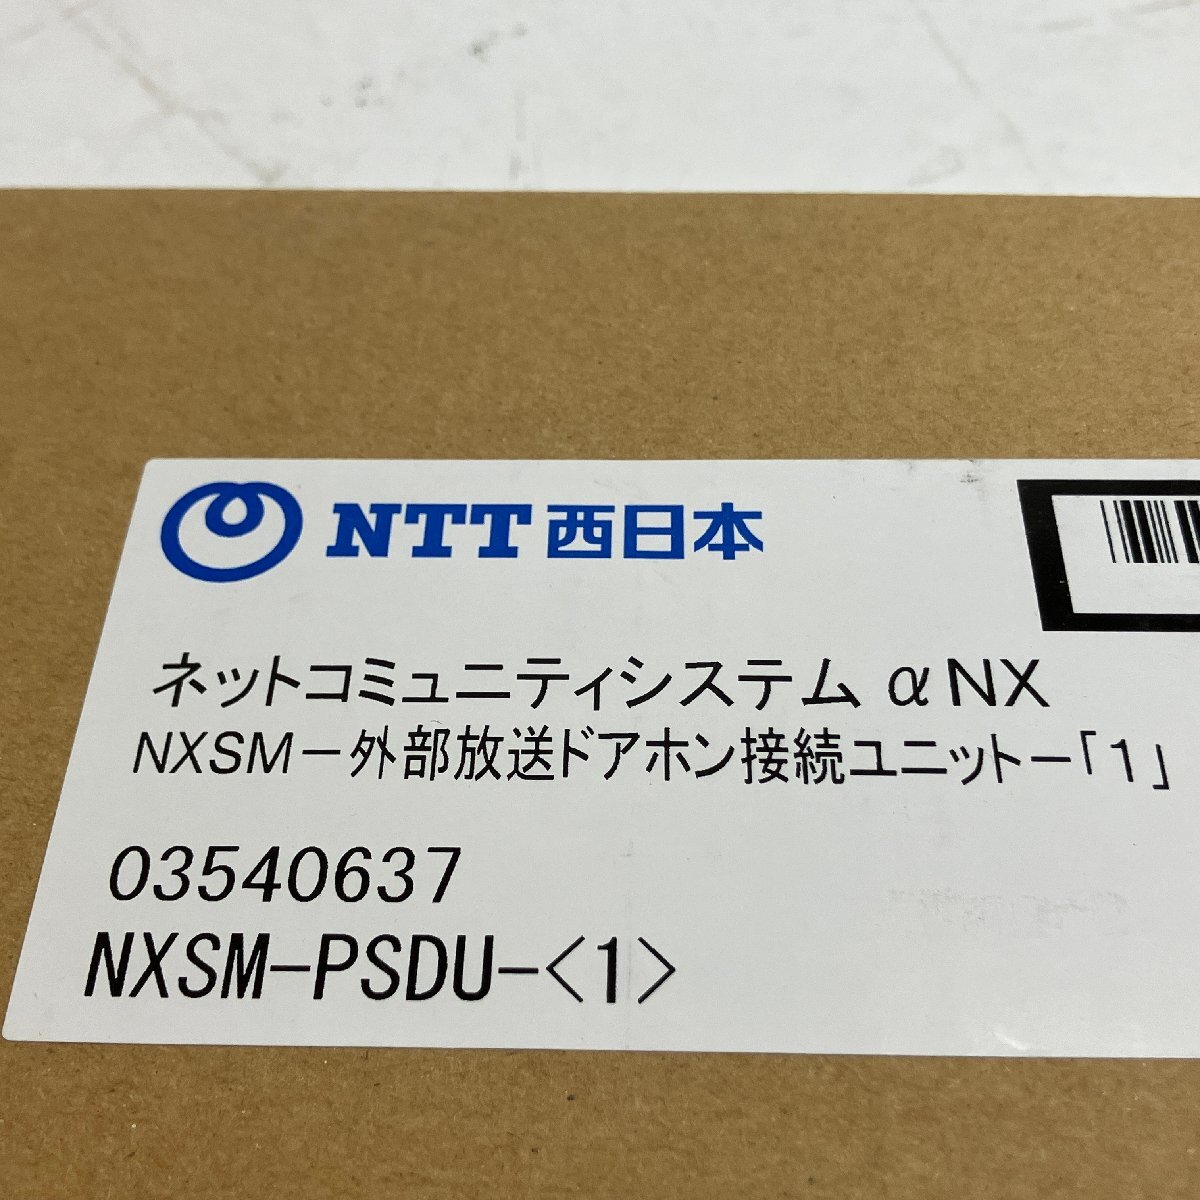 NTT西日本
ネットコミュニティシステム αNX
NXSM－外部放送ドアホン接続ユニット－「1」
03540637
NXSM-PSDU-<1>